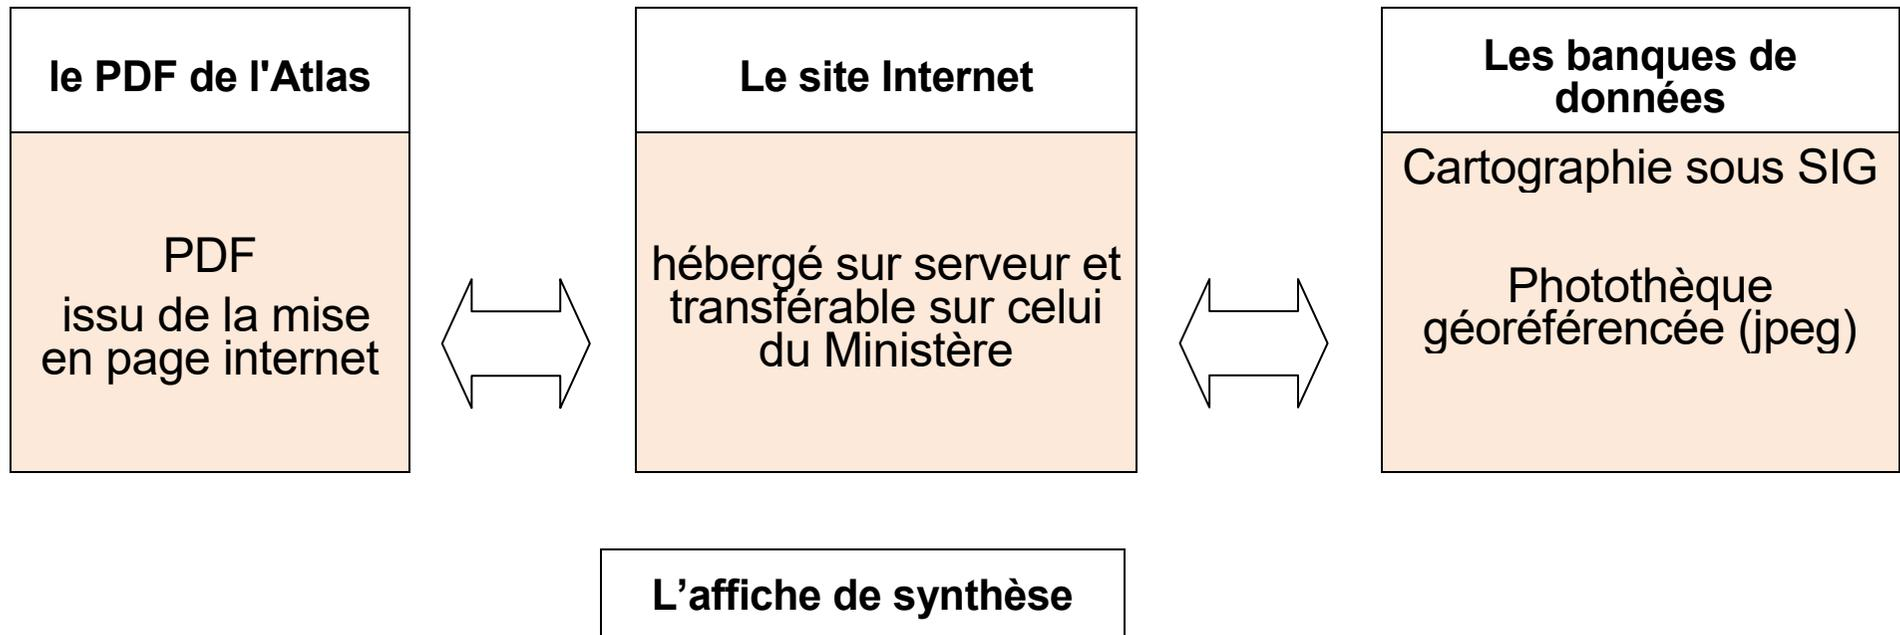 le PDF de l'Atlas
PDF
issu de la mise
en page internet
Le site Internet
hébergé sur serveur et
transférable sur celui
du Ministère
Les banques de
données
Cartographie sous SIG
Photothèque
géoréférencée (jpeg)
L’affiche de synthèse